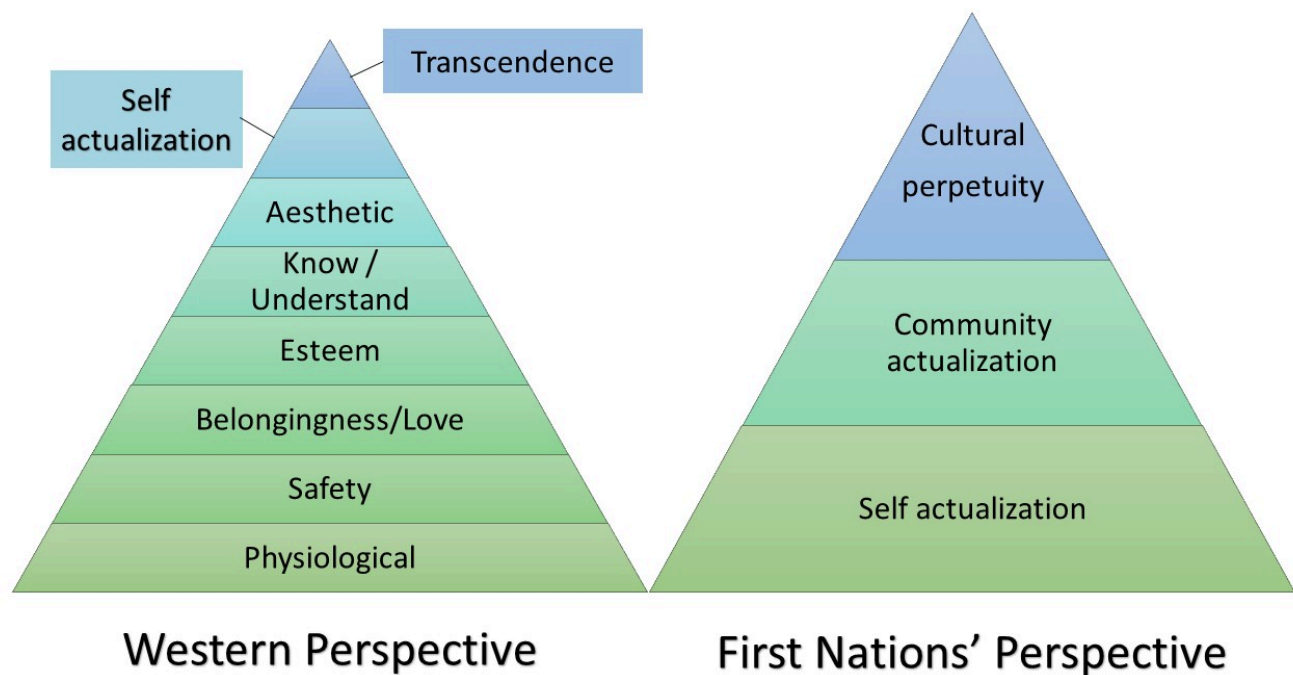 Transcendence
Self
actualization
Aesthetic
Know /
Understand
Esteem
Belongingness/Love
Safety
Physiological
Western Perspective
Cultural
perpetuity
Community
actualization
Self actualization
First Nations’ Perspective